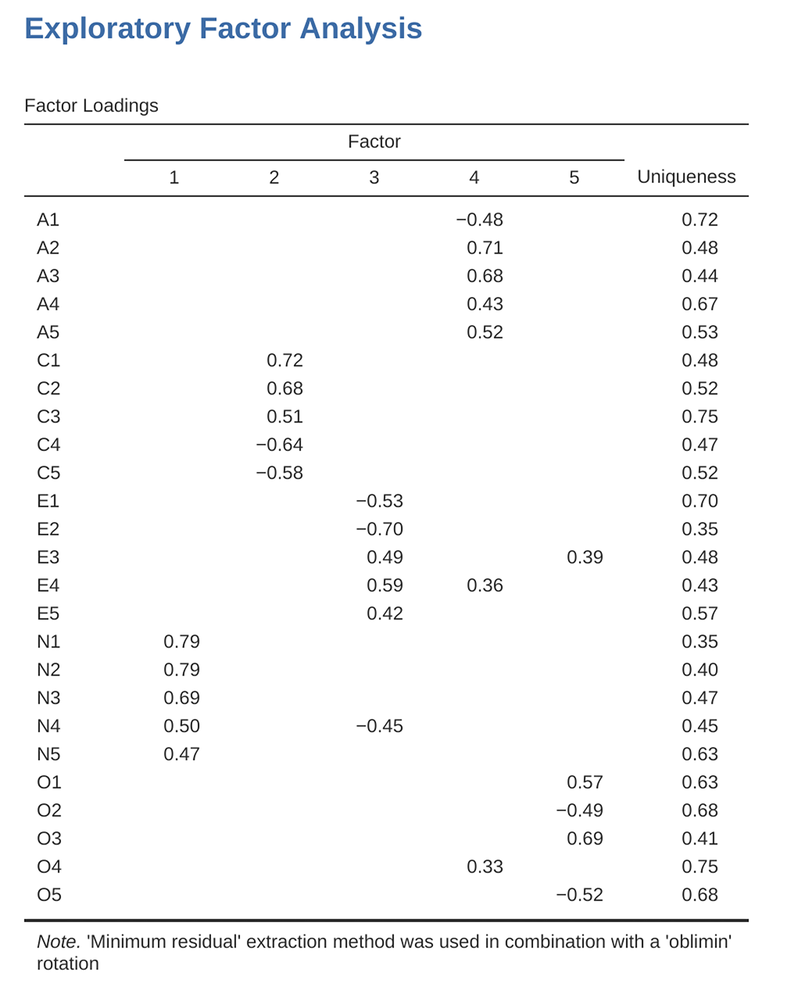 Exploratory Factor Analysis
Factor Loadings
Factor
1 2 3 4 5 Uniqueness
A1 −0.48 0.72
A2 0.71 0.48
A3 0.68 0.44
A4 0.43 0.67
A5 0.52 0.53
C1 0.72 0.48
C2 0.68 0.52
C3 0.51 0.75
C4 −0.64 0.47
C5 −0.58 0.52
E1 −0.53 0.70
E2 −0.70 0.35
E3 0.49 0.39 0.48
E4 0.59 0.36 0.43
E5 0.42 0.57
N1 0.79 0.35
N2 0.79 0.40
N3 0.69 0.47
N4 0.50 −0.45 0.45
N5 0.47 0.63
O1 0.57 0.63
O2 −0.49 0.68
O3 0.69 0.41
O4 0.33 0.75
O5 −0.52 0.68
Note. 'Minimum residual' extraction method was used in combination with a 'oblimin'
rotation